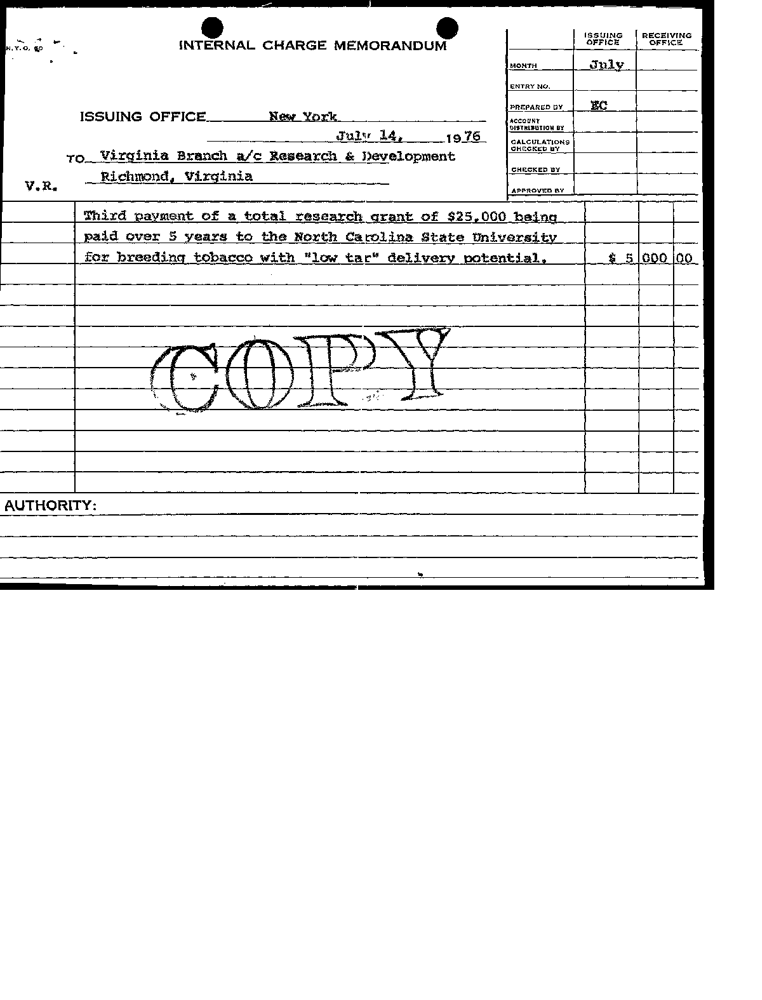 N.Y.O. 60
INTERNAL CHARGE MEMORANDUM
ISSUING OFFICE RECEIVING OFFICE
MONTH July
ENTRY NO.
PREPARED BY EC
ACCOUNT DISTRIBUTION BY
CALCULATIONS CHECKED BY
CHECKED BY
APPROVED BY
ISSUING OFFICE New York
July 14, 1976
TO Virginia Branch a/c Research & Development
Richmond, Virginia
V.R.
Third payment of a total research grant of $25,000 being
paid over 5 years to the North Carolina State University
for breeding tobacco with "low tar" delivery potential. $ 5 000 00
COPY
AUTHORITY: